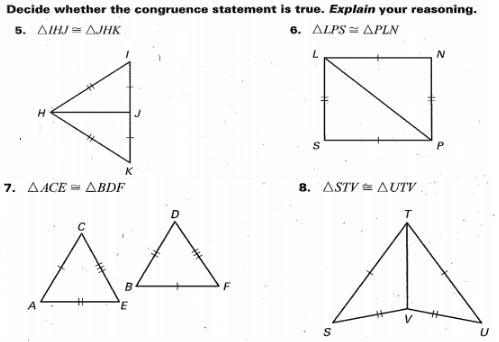 Decide whether the congruence statement is true. Explain your reasoning.
5. △IHJ ≅ △JHK
6. △LPS ≅ △PLN
I
H
J
K
L
N
S
P
7. △ACE ≅ △BDF
8. △STV ≅ △UTV
C
D
A
E
B
F
T
S
V
U